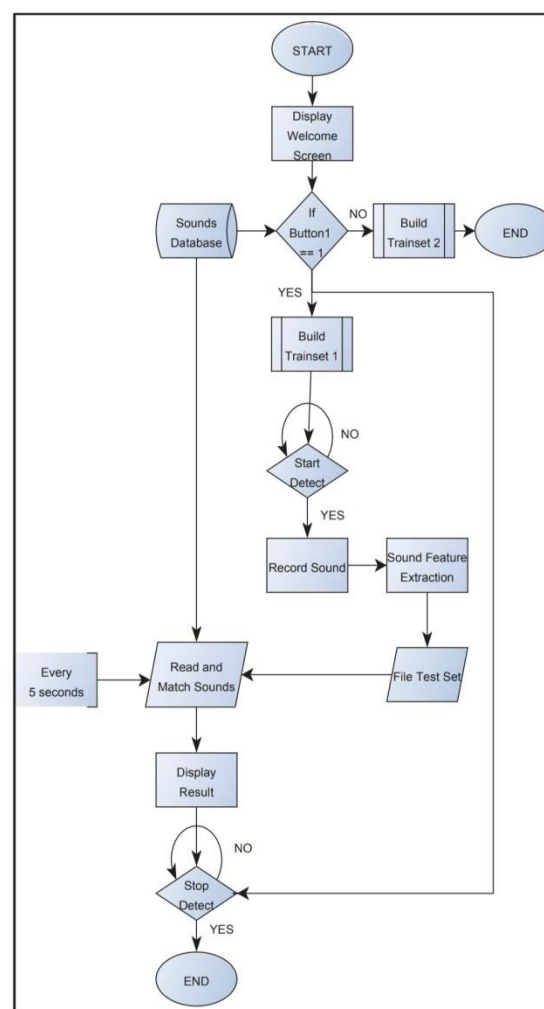 START
Display
Welcome
Screen
Sounds
Database
If
Button1
== 1
NO
Build
Trainset 2
END
YES
Build
Trainset 1
NO
Start
Detect
YES
Record Sound
Sound Feature
Extraction
Every
5 seconds
Read and
Match Sounds
File Test Set
Display
Result
NO
Stop
Detect
YES
END